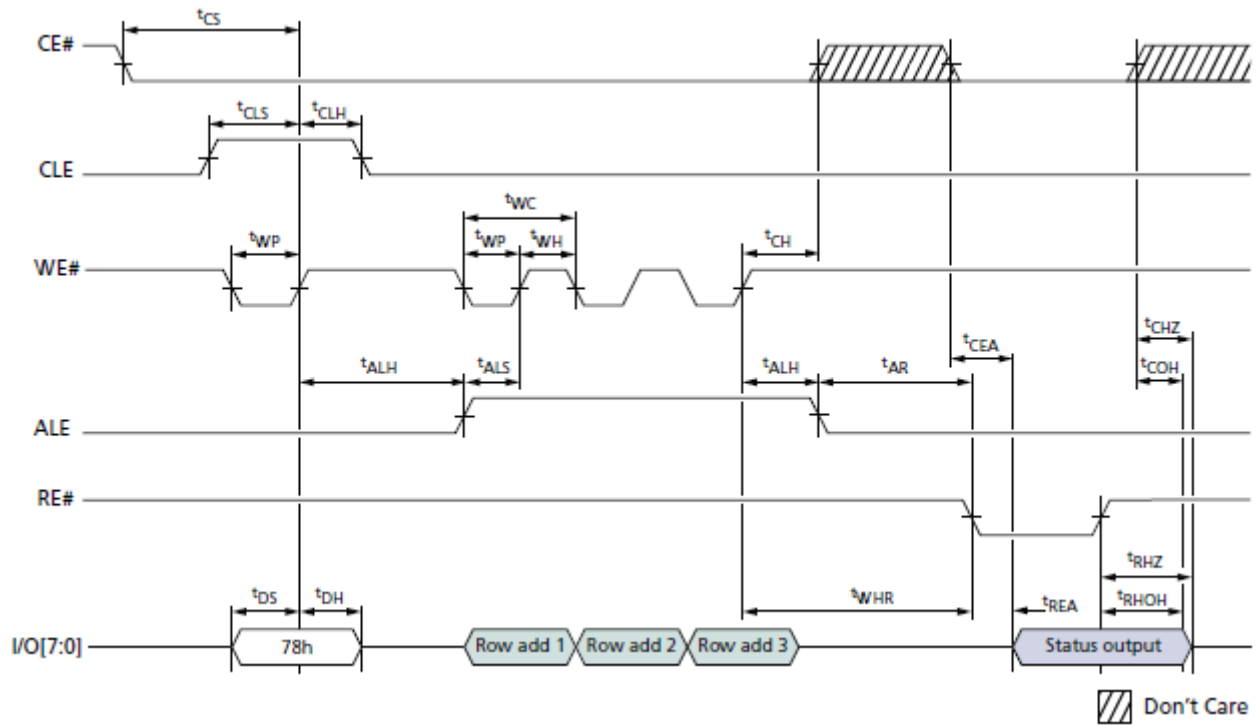 tCS
CE#
tCLS tCLH
CLE
tWC
tWP tWP tWH tCH
WE#
tCHZ
tCEA
tALH tALS tALH tAR tCOH
ALE
RE#
tRHZ
tDS tDH tWHR tREA tRHOH
I/O[7:0] 78h Row add 1 Row add 2 Row add 3 Status output
Don't Care